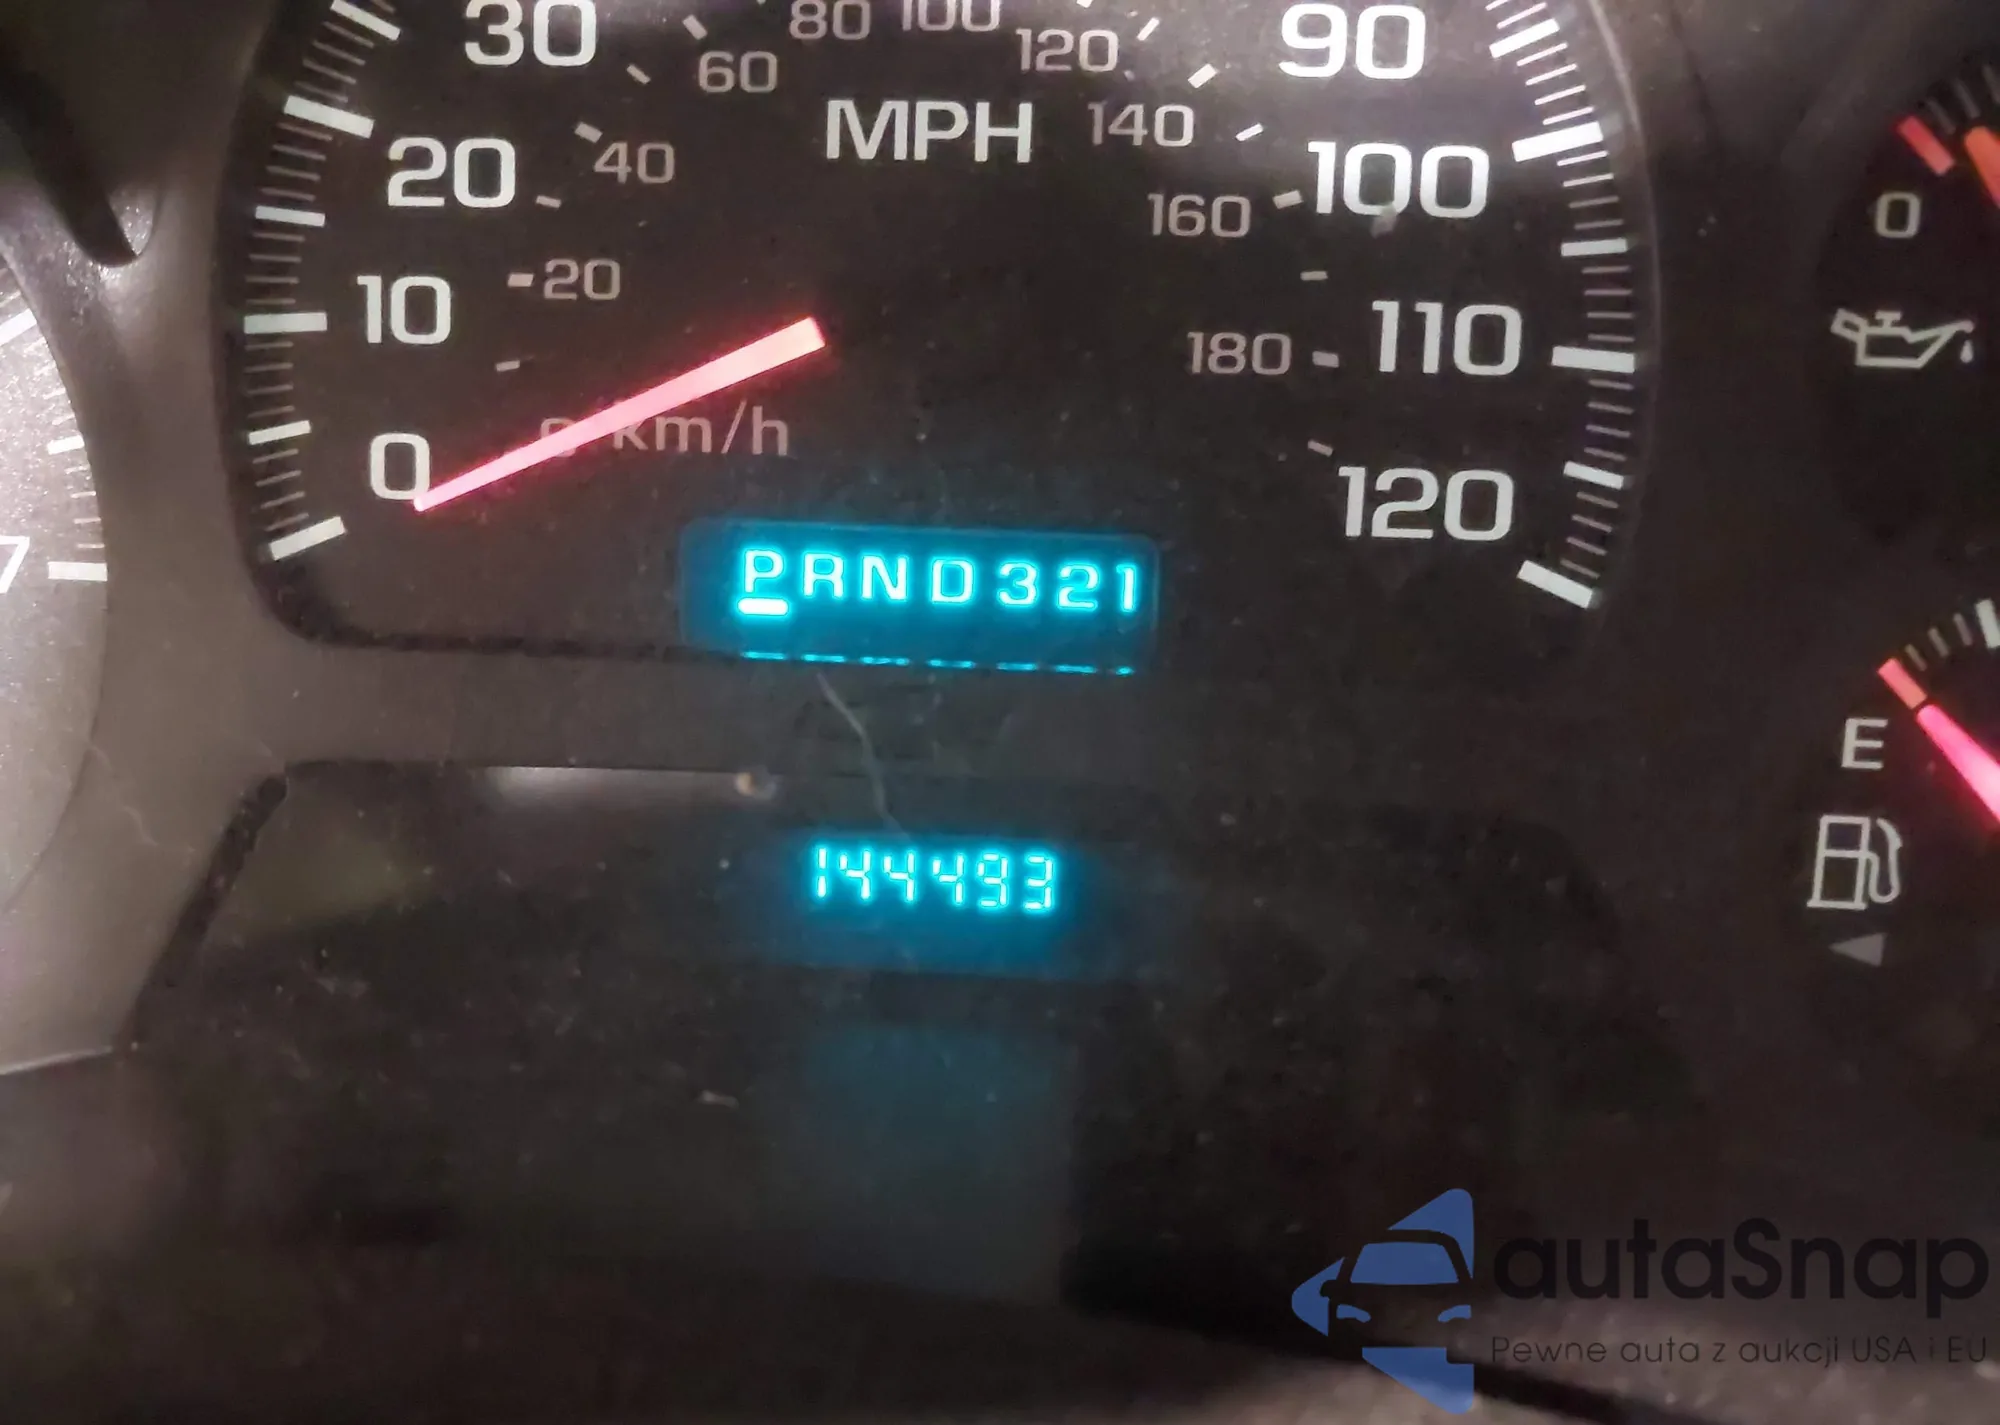 80 100
30 60 120 90
MPH
20 40 140 100
160
0
10 20 110
180
0 km/h
120
PRND321
7
E
144493
autaSnap
Pewne auta z aukcji USA i EU